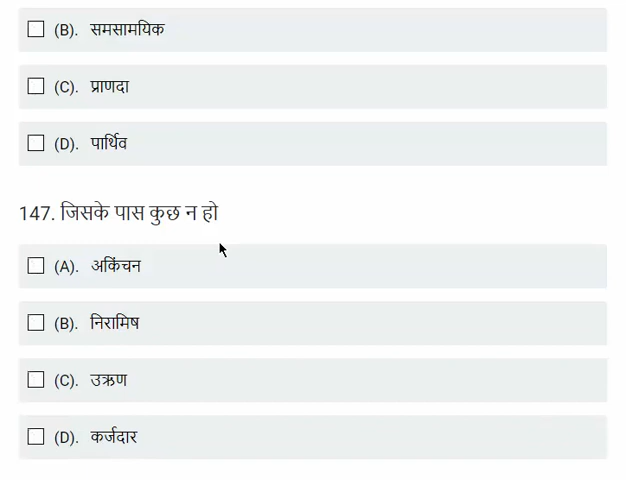 (B). समसामयिक
(C). प्राणदा
(D). पार्थिव
147. जिसके पास कुछ न हो
(A). अकिंचन
(B). निरामिष
(C). उऋण
(D). कर्जदार